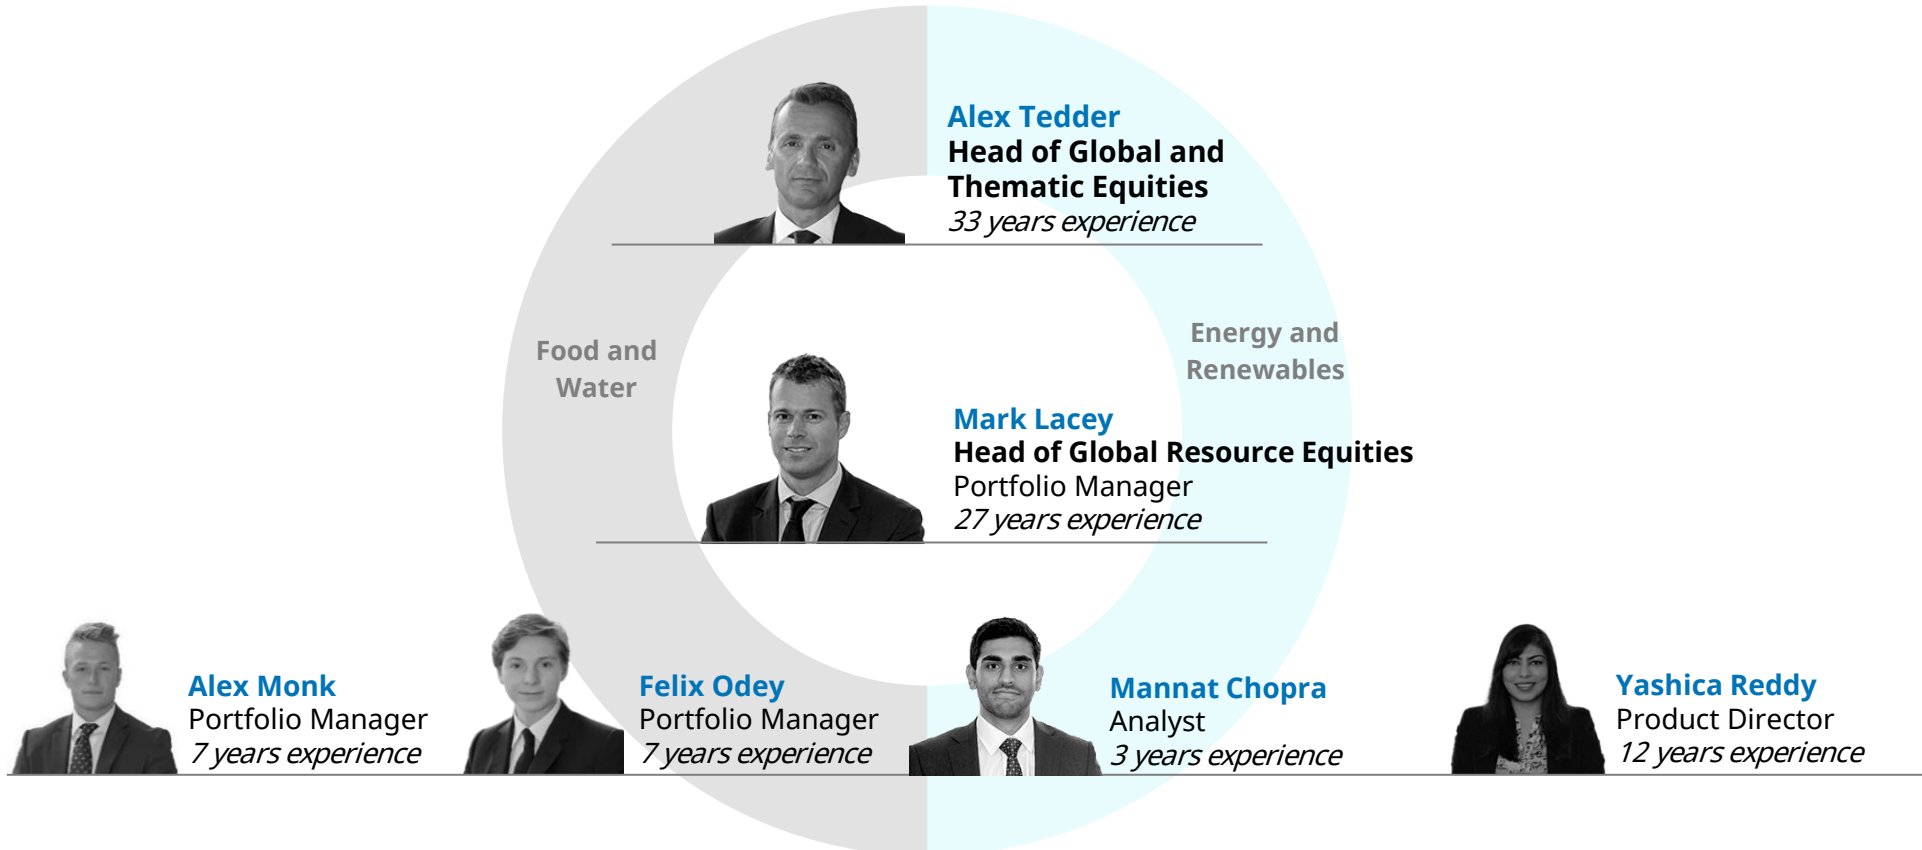 Alex Tedder
Head of Global and
Thematic Equities
33 years experience
Food and
Water
Energy and
Renewables
Mark Lacey
Head of Global Resource Equities
Portfolio Manager
27 years experience
Alex Monk
Portfolio Manager
7 years experience
Felix Odey
Portfolio Manager
7 years experience
Mannat Chopra
Analyst
3 years experience
Yashica Reddy
Product Director
12 years experience